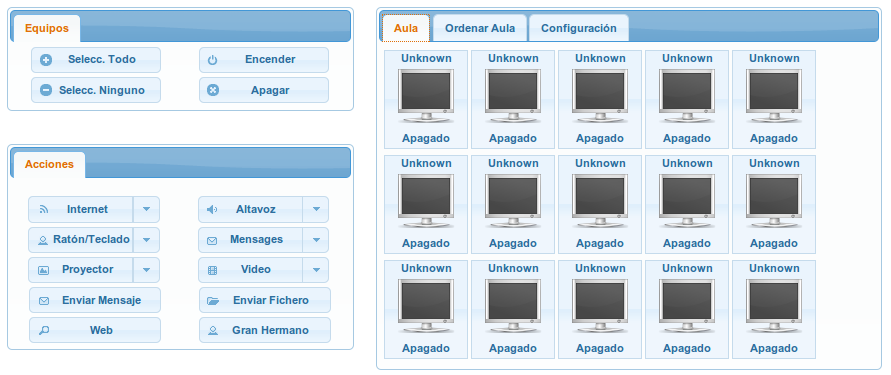 Equipos
Selecc. Todo Encender
Selecc. Ninguno Apagar
Acciones
Internet Altavoz
Ratón/Teclado Mensages
Proyector Video
Enviar Mensaje Enviar Fichero
Web Gran Hermano
Aula Ordenar Aula Configuración
Unknown Unknown Unknown Unknown Unknown
Apagado Apagado Apagado Apagado Apagado
Unknown Unknown Unknown Unknown Unknown
Apagado Apagado Apagado Apagado Apagado
Unknown Unknown Unknown Unknown Unknown
Apagado Apagado Apagado Apagado Apagado